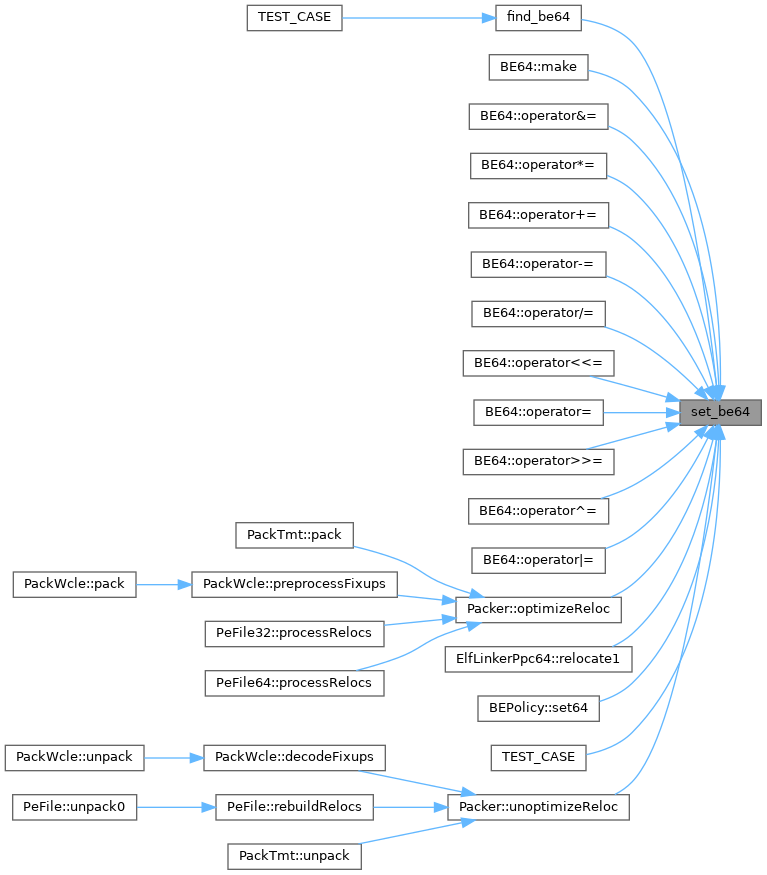 TEST_CASE
find_be64
BE64::make
BE64::operator&=
BE64::operator*=
BE64::operator+=
BE64::operator-=
BE64::operator/=
BE64::operator<<=
BE64::operator=
set_be64
BE64::operator>>=
BE64::operator^=
PackTmt::pack
BE64::operator|=
PackWcle::pack
PackWcle::preprocessFixups
Packer::optimizeReloc
PeFile32::processRelocs
ElfLinkerPpc64::relocate1
PeFile64::processRelocs
BEPolicy::set64
PackWcle::unpack
PackWcle::decodeFixups
TEST_CASE
PeFile::unpack0
PeFile::rebuildRelocs
Packer::unoptimizeReloc
PackTmt::unpack